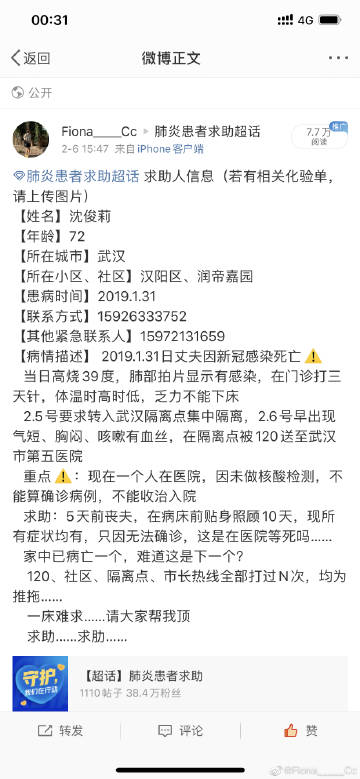 00:31
4G
返回
微博正文
公开
Fiona_____Cc 肺炎患者求助超话
2-6 15:47 来自iPhone客户端
推广
7.7万
阅读
肺炎患者求助超话 求助人信息（若有相关化验单，
请上传图片）
【姓名】沈俊莉
【年龄】72
【所在城市】武汉
【所在小区、社区】汉阳区、润帝嘉园
【患病时间】2019.1.31
【联系方式】15926333752
【其他紧急联系人】15972131659
【病情描述】 2019.1.31日丈夫因新冠感染死亡⚠️
当日高烧39度，肺部拍片显示有感染，在门诊打三
天针，体温时高时低，乏力不能下床
2.5号要求转入武汉隔离点集中隔离，2.6号早出现
气短、胸闷、咳嗽有血丝，在隔离点被120送至武汉
市第五医院
重点⚠️：现在一个人在医院，因未做核酸检测，不
能算确诊病例，不能收治入院
求助：5天前丧夫，在病床前贴身照顾10天，现所
有症状均有，只因无法确诊，这是在医院等死吗……
家中已病亡一个，难道这是下一个?
120、社区、隔离点、市长热线全部打过N次，均为
推拖……
一床难求……请大家帮我顶
求助……求助……
守护，
我们在行动
【超话】肺炎患者求助
1110帖子 38.4万粉丝
转发
评论
赞
@Fiona_____Cc